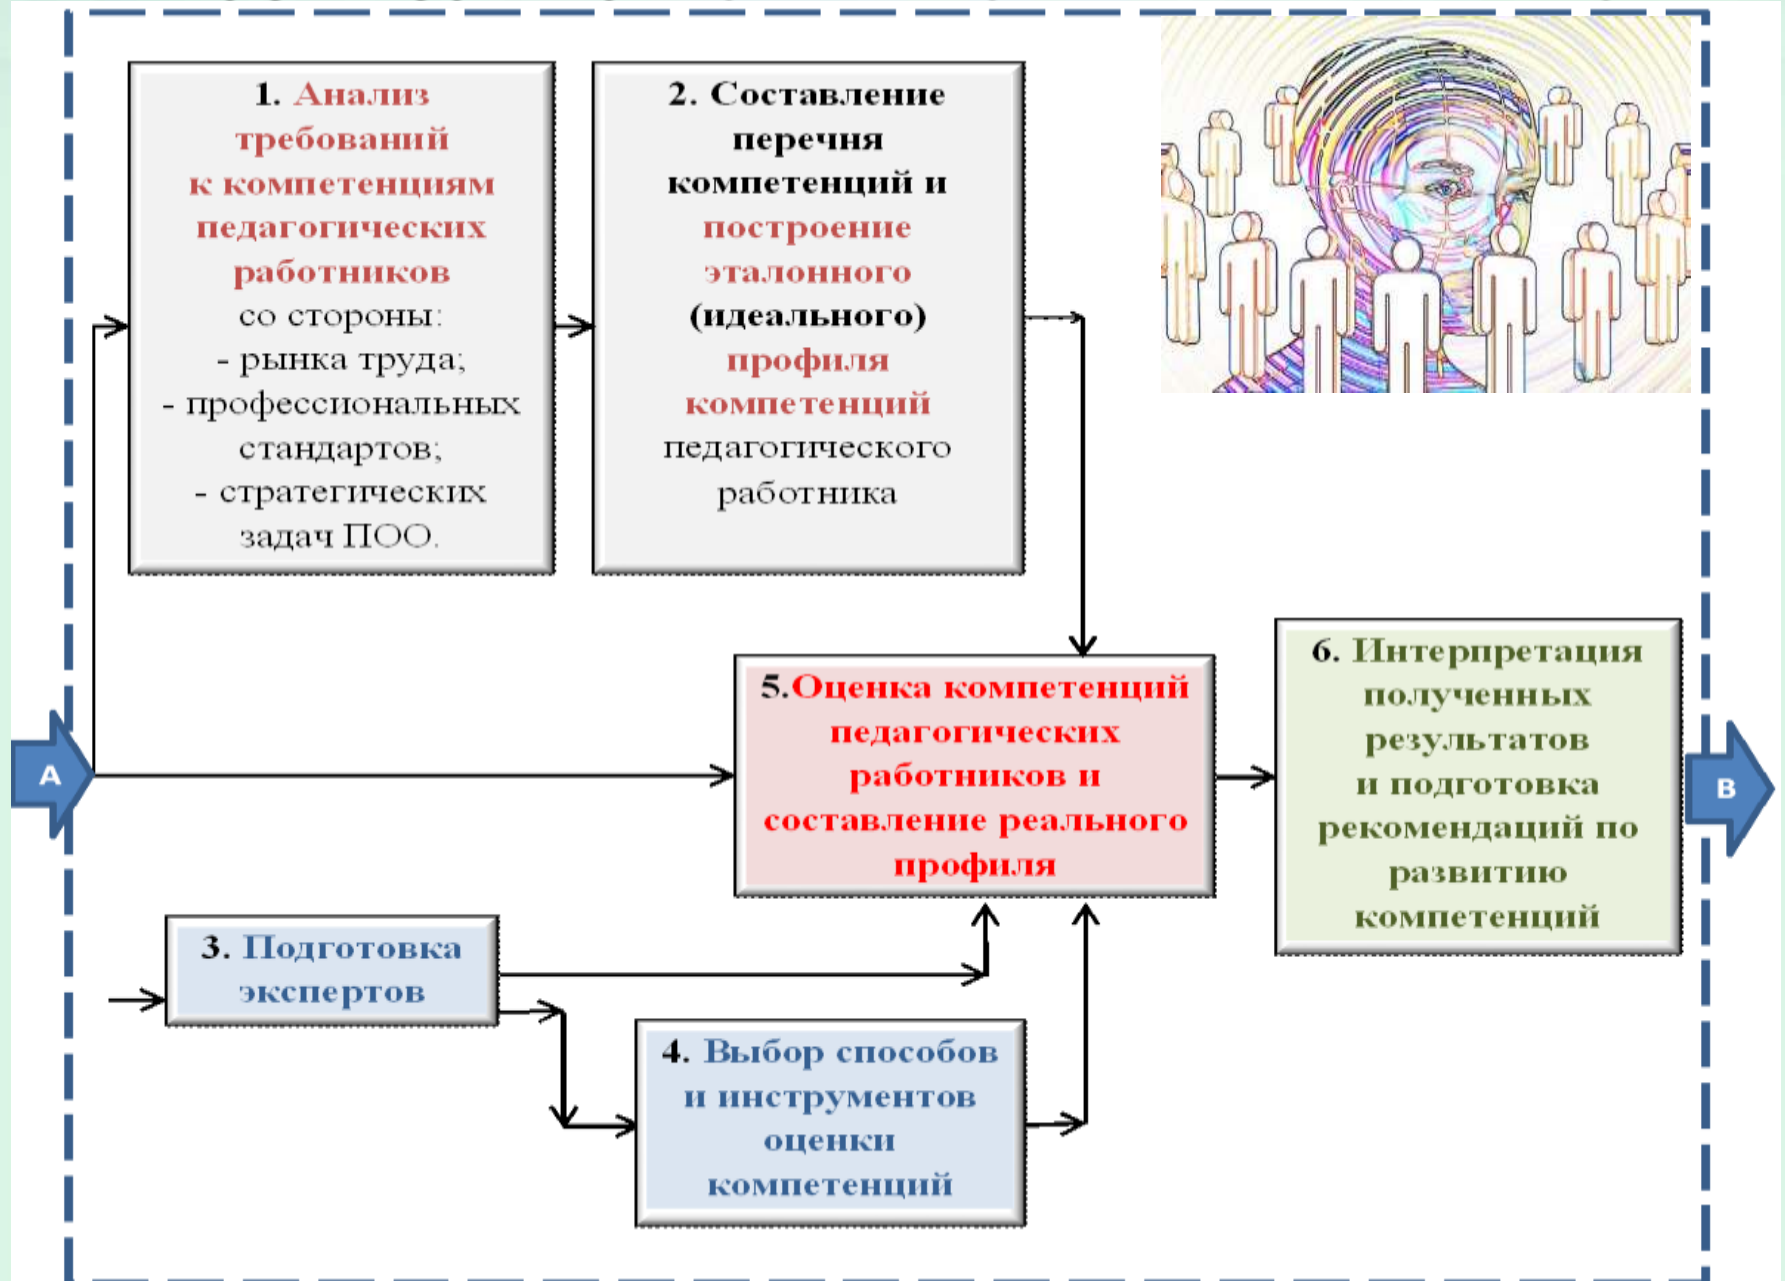 1. Анализ
требований
к компетенциям
педагогических
работников
со стороны:
- рынка труда;
- профессиональных
стандартов;
- стратегических
задач ПОО.
2. Составление
перечня
компетенций и
построение
эталонного
(идеального)
профиля
компетенций
педагогического
работника
5.Оценка компетенций
педагогических
работников и
составление реального
профиля
6. Интерпретация
полученных
результатов
и подготовка
рекомендаций по
развитию
компетенций
A
B
3. Подготовка
экспертов
4. Выбор способов
и инструментов
оценки
компетенций